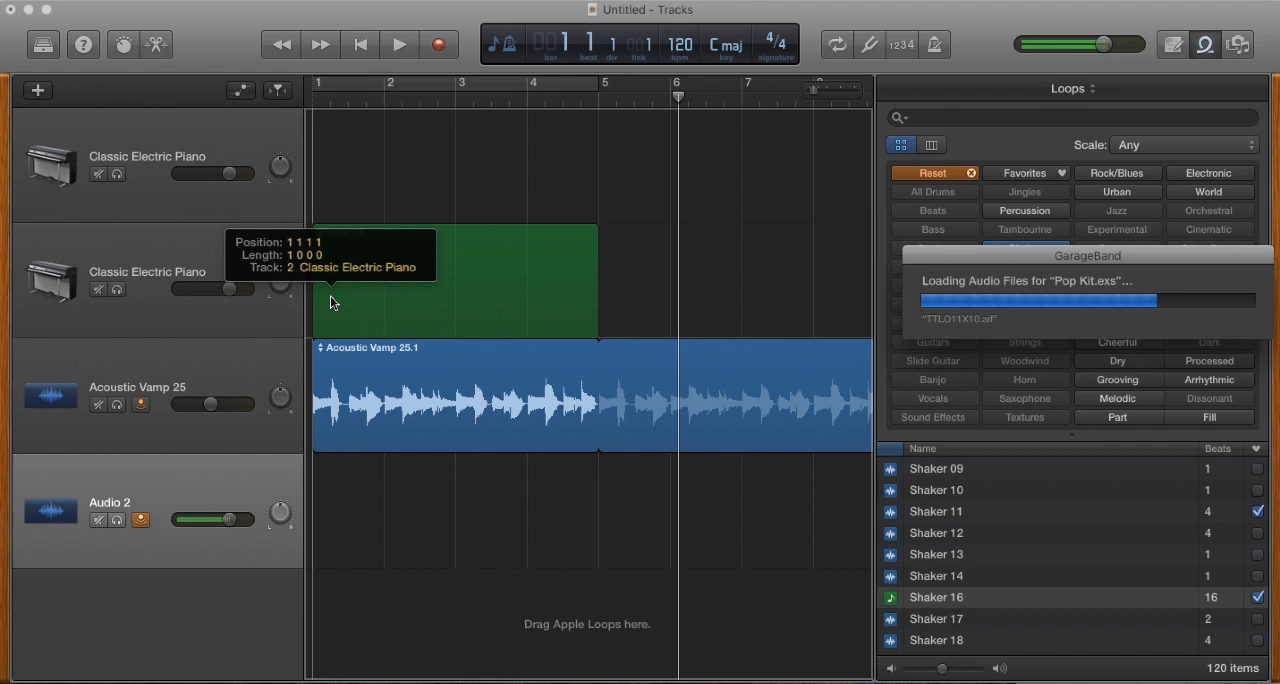 Untitled - Tracks
1 1 1 1 120 C maj 4/4
bar beat div tick bpm key signature
1234
1 2 3 4 5 6 7
Loops
Scale: Any
Reset Favorites Rock/Blues Electronic
All Drums Jingles Urban World
Beats Percussion Jazz Orchestral
Bass Tambourine Experimental Cinematic
GarageBand
Loading Audio Files for “Pop Kit.exs”...
“TTLO11X10.aif”
Guitars Strings Cheerful Dark
Slide Guitar Woodwind Dry Processed
Banjo Horn Grooving Arrhythmic
Vocals Saxophone Melodic Dissonant
Sound Effects Textures Part Fill
Name Beats
Shaker 09 1
Shaker 10 1
Shaker 11 4
Shaker 12 4
Shaker 13 1
Shaker 14 1
Shaker 16 16
Shaker 17 2
Shaker 18 4
120 items
Classic Electric Piano
L R
Classic Electric Piano
L R
Position: 1 1 1 1
Length: 1 0 0 0
Track: 2 Classic Electric Piano
Acoustic Vamp 25
L R
Acoustic Vamp 25.1
Audio 2
L R
Drag Apple Loops here.